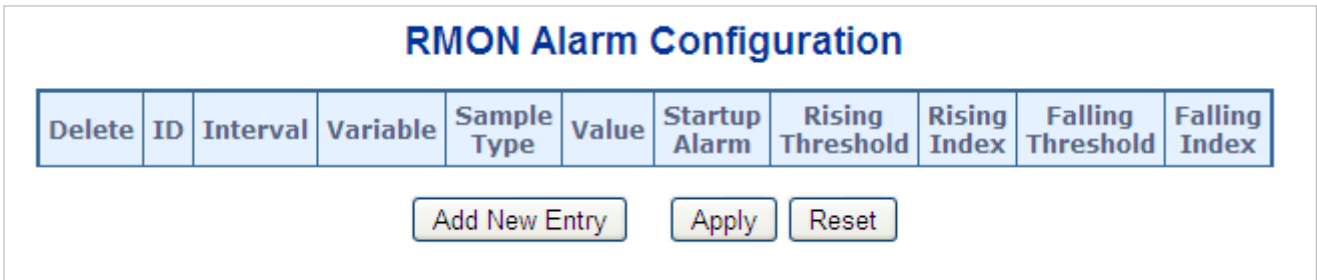 RMON Alarm Configuration
Delete ID Interval Variable Sample Type Value Startup Alarm Rising Threshold Rising Index Falling Threshold Falling Index
Add New Entry Apply Reset